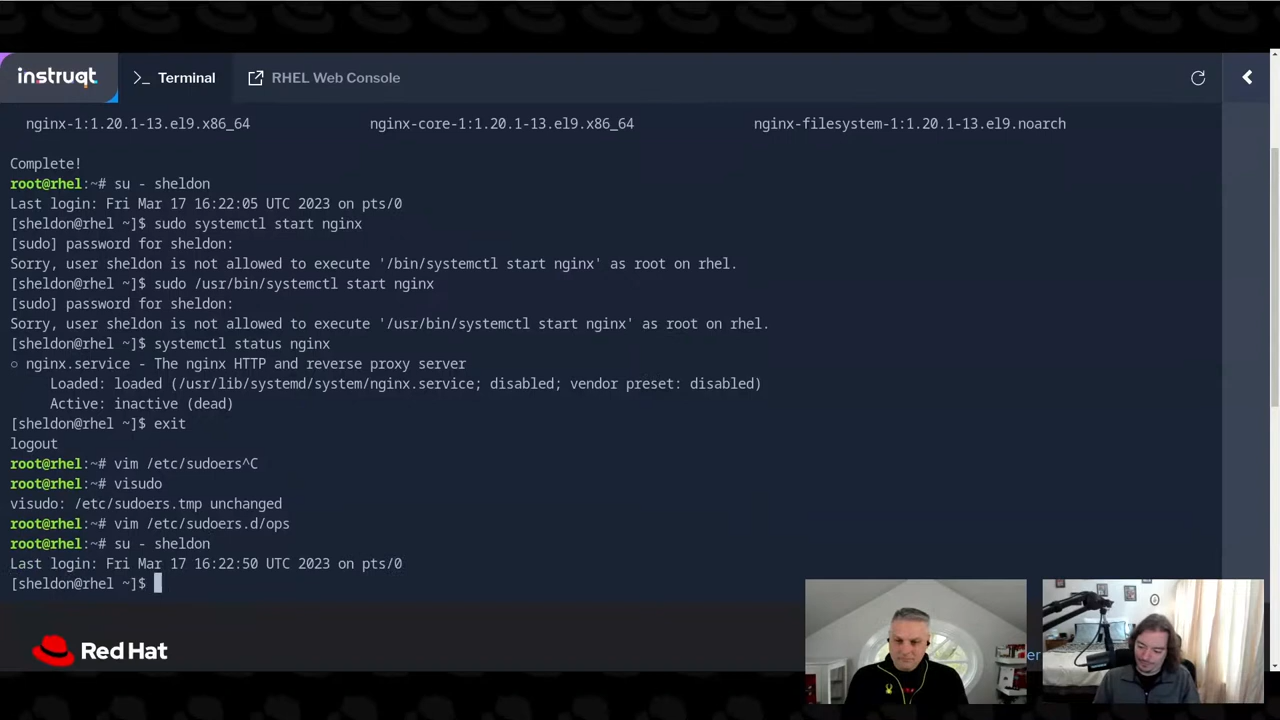 instruqt
>_ Terminal
RHEL Web Console
nginx-1:1.20.1-13.el9.x86_64 nginx-core-1:1.20.1-13.el9.x86_64 nginx-filesystem-1:1.20.1-13.el9.noarch
Complete!
root@rhel:~# su - sheldon
Last login: Fri Mar 17 16:22:05 UTC 2023 on pts/0
[sheldon@rhel ~]$ sudo systemctl start nginx
[sudo] password for sheldon:
Sorry, user sheldon is not allowed to execute '/bin/systemctl start nginx' as root on rhel.
[sheldon@rhel ~]$ sudo /usr/bin/systemctl start nginx
[sudo] password for sheldon:
Sorry, user sheldon is not allowed to execute '/usr/bin/systemctl start nginx' as root on rhel.
[sheldon@rhel ~]$ systemctl status nginx
○ nginx.service - The nginx HTTP and reverse proxy server
Loaded: loaded (/usr/lib/systemd/system/nginx.service; disabled; vendor preset: disabled)
Active: inactive (dead)
[sheldon@rhel ~]$ exit
logout
root@rhel:~# vim /etc/sudoers^C
root@rhel:~# visudo
visudo: /etc/sudoers.tmp unchanged
root@rhel:~# vim /etc/sudoers.d/ops
root@rhel:~# su - sheldon
Last login: Fri Mar 17 16:22:50 UTC 2023 on pts/0
[sheldon@rhel ~]$
Red Hat